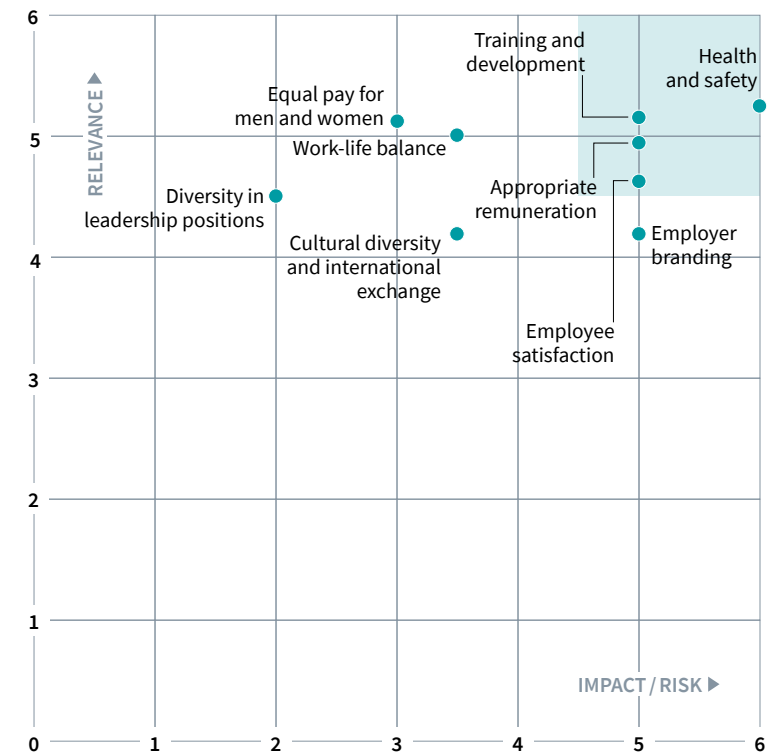 6
Training and
development
Health
and safety
RELEVANCE
Equal pay for
men and women
5
Work-life balance
Appropriate
remuneration
Diversity in
leadership positions
Employer
branding
Cultural diversity
and international
exchange
4
Employee
satisfaction
3
2
1
IMPACT / RISK
0
1
2
3
4
5
6